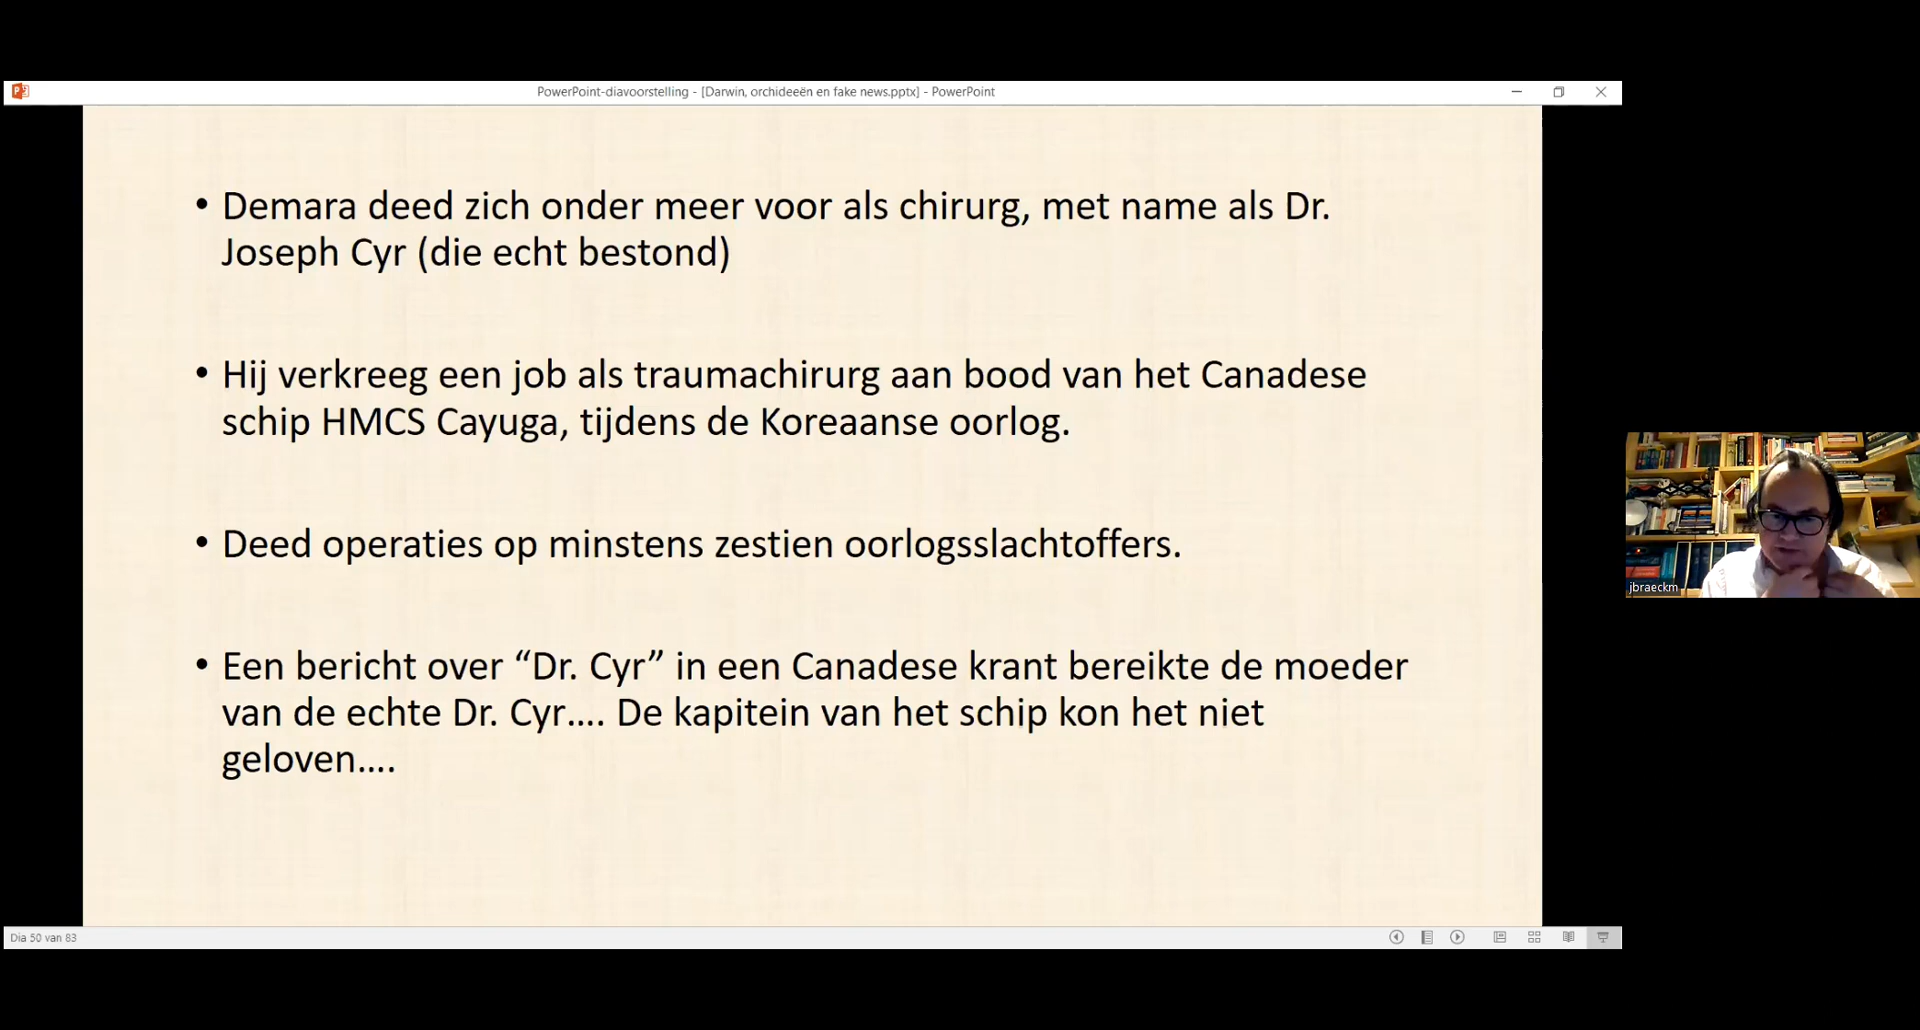 PowerPoint-diavoorstelling - [Darwin, orchideeën en fake news.pptx] - PowerPoint
• Demara deed zich onder meer voor als chirurg, met name als Dr.
Joseph Cyr (die echt bestond)
• Hij verkreeg een job als traumachirurg aan bood van het Canadese
schip HMCS Cayuga, tijdens de Koreaanse oorlog.
• Deed operaties op minstens zestien oorlogsslachtoffers.
• Een bericht over “Dr. Cyr” in een Canadese krant bereikte de moeder
van de echte Dr. Cyr…. De kapitein van het schip kon het niet
geloven….
jbraeckm
Dia 50 van 83